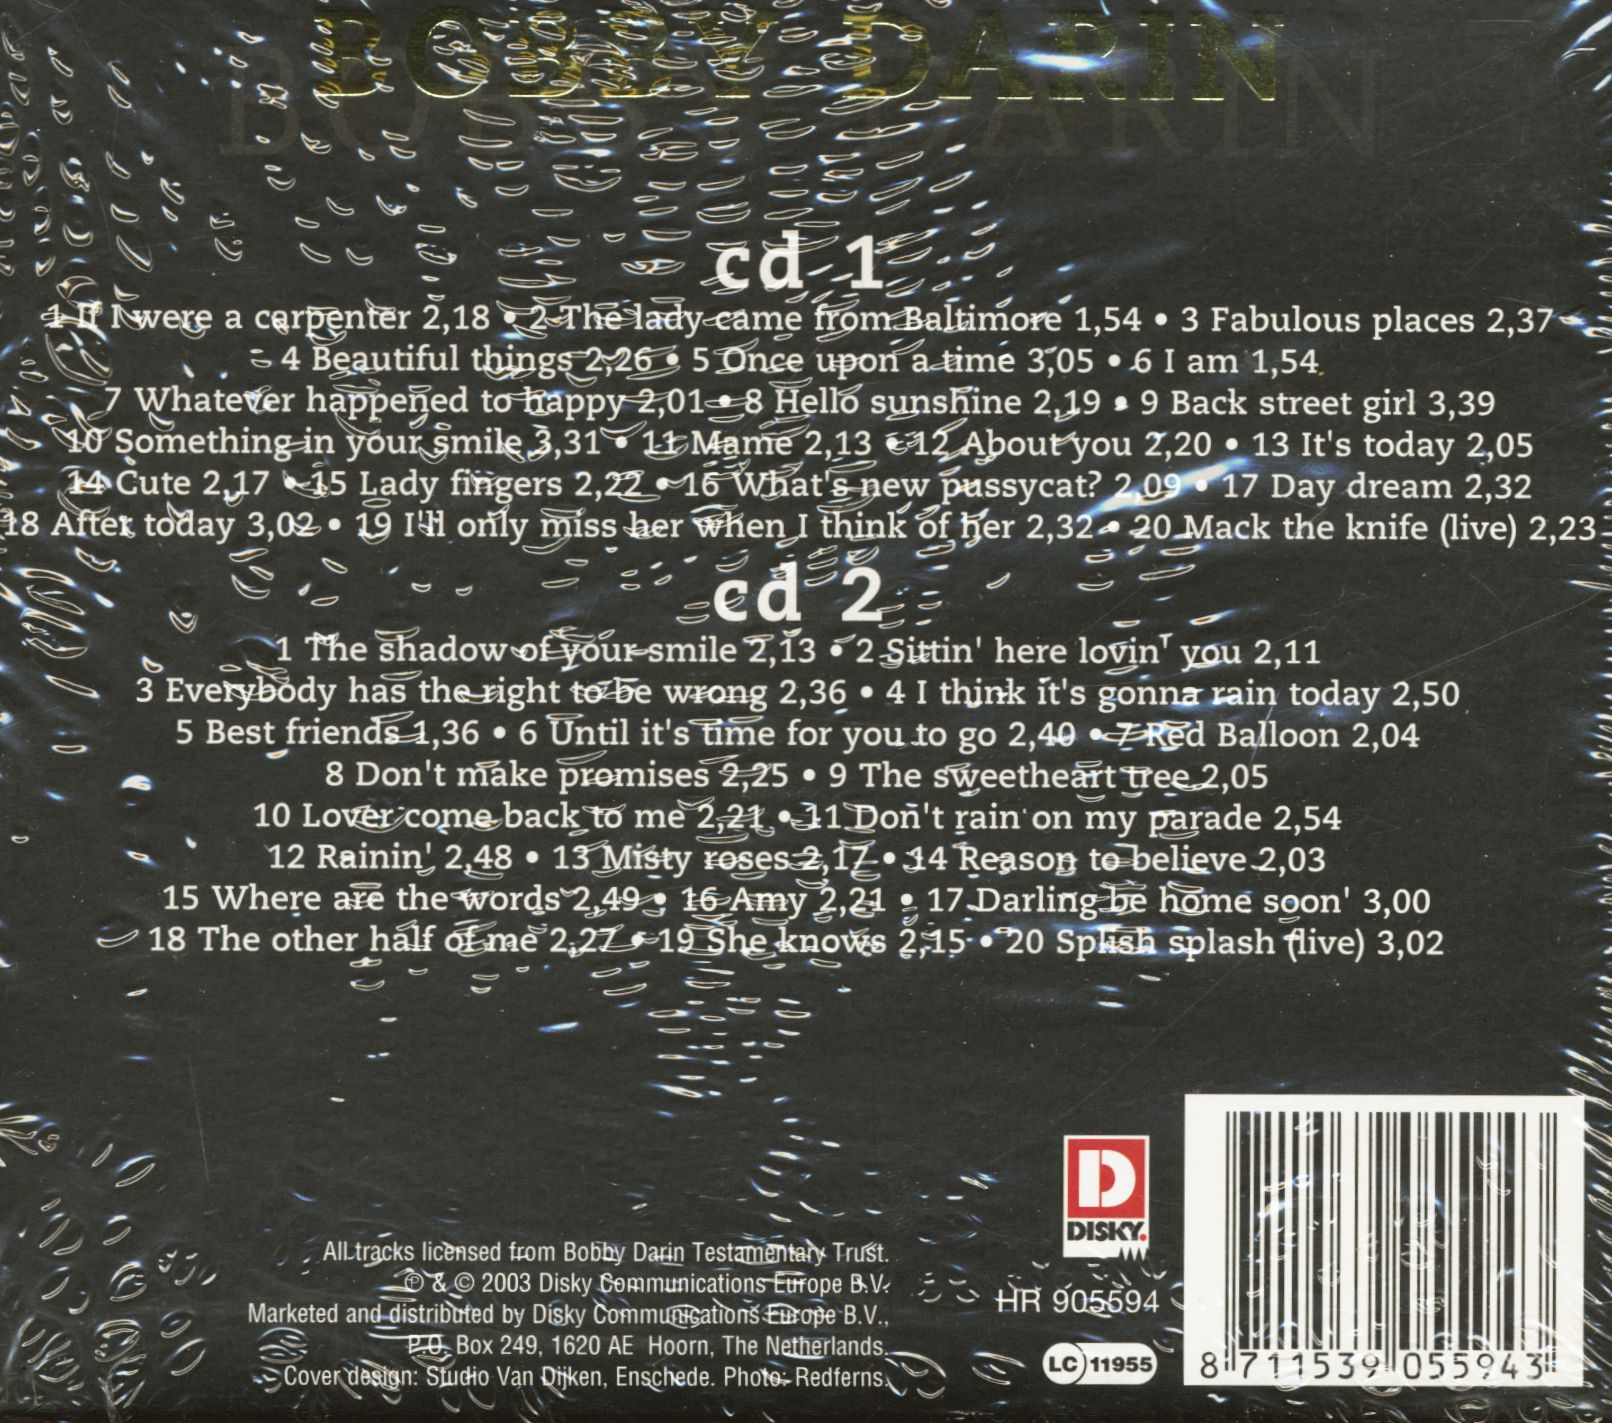 BOBBY DARIN
BOBBY DARIN
cd 1
1 If I were a carpenter 2,18 • 2 The lady came from Baltimore 1,54 • 3 Fabulous places 2,37
4 Beautiful things 2,26 • 5 Once upon a time 3,05 • 6 I am 1,54
7 Whatever happened to happy 2,01 • 8 Hello sunshine 2,19 • 9 Back street girl 3,39
10 Something in your smile 3,31 • 11 Mame 2,13 • 12 About you 2,20 • 13 It's today 2,05
14 Cute 2,17 • 15 Lady fingers 2,22 • 16 What's new pussycat? 2,09 • 17 Day dream 2,32
18 After today 3,02 • 19 I'll only miss her when I think of her 2,32 • 20 Mack the knife (live) 2,23
cd 2
1 The shadow of your smile 2,13 • 2 Sittin' here lovin' you 2,11
3 Everybody has the right to be wrong 2,36 • 4 I think it's gonna rain today 2,50
5 Best friends 1,36 • 6 Until it's time for you to go 2,40 • 7 Red Balloon 2,04
8 Don't make promises 2,25 • 9 The sweetheart tree 2,05
10 Lover come back to me 2,21 • 11 Don't rain on my parade 2,54
12 Rainin' 2,48 • 13 Misty roses 2,17 • 14 Reason to believe 2,03
15 Where are the words 2,49 • 16 Amy 2,21 • 17 Darling be home soon' 3,00
18 The other half of me 2,27 • 19 She knows 2,15 • 20 Splish splash (live) 3,02
All tracks licensed from Bobby Darin Testamentary Trust.
℗ & © 2003 Disky Communications Europe B.V.
Marketed and distributed by Disky Communications Europe B.V.,
P.O. Box 249, 1620 AE Hoorn, The Netherlands.
Cover design: Studio Van Dijken, Enschede. Photo: Redferns.
D
DISKY.
HR 905594
LC 11955
8 711539 055943